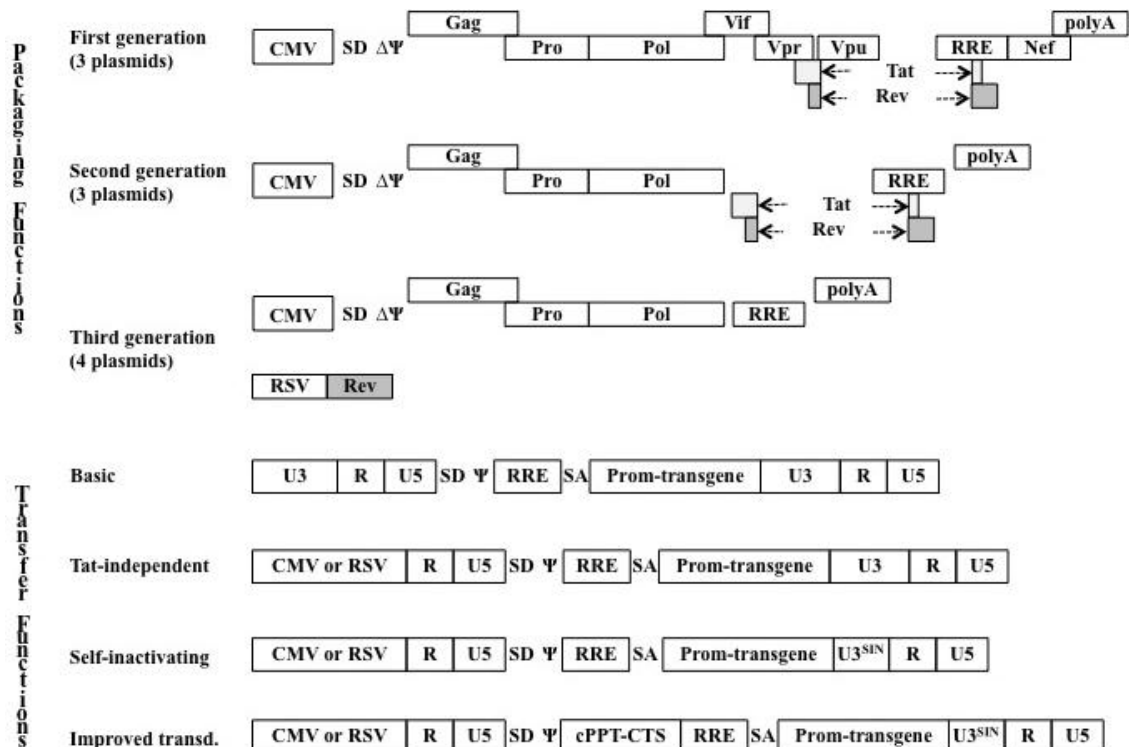 Packaging Functions
First generation
(3 plasmids)
CMV SD ΔΨ Gag Pro Pol Vif Vpr Vpu RRE Nef polyA
Tat
Rev
Second generation
(3 plasmids)
CMV SD ΔΨ Gag Pro Pol RRE polyA
Tat
Rev
Third generation
(4 plasmids)
CMV SD ΔΨ Gag Pro Pol RRE polyA
RSV Rev
Transfer Functions
Basic
U3 R U5 SD Ψ RRE SA Prom-transgene U3 R U5
Tat-independent
CMV or RSV R U5 SD Ψ RRE SA Prom-transgene U3 R U5
Self-inactivating
CMV or RSV R U5 SD Ψ RRE SA Prom-transgene U3SIN R U5
Improved transd.
CMV or RSV R U5 SD Ψ cPPT-CTS RRE SA Prom-transgene U3SIN R U5